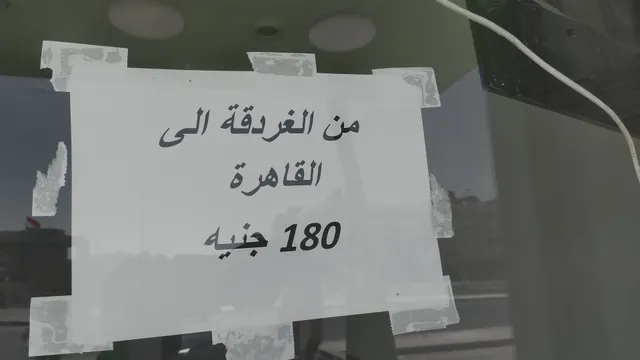 من الغردقة الى
القاهرة
180 جنيه